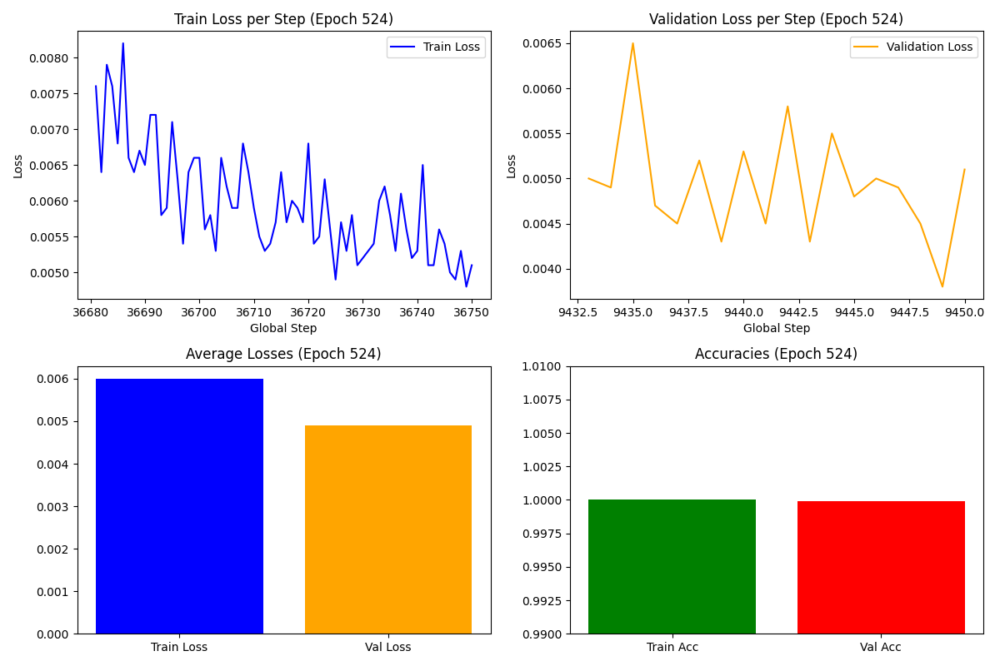 Train Loss per Step (Epoch 524)
Train Loss
0.0080
0.0075
0.0070
0.0065
0.0060
0.0055
0.0050
Loss
36680 36690 36700 36710 36720 36730 36740 36750
Global Step
Validation Loss per Step (Epoch 524)
Validation Loss
0.0065
0.0060
0.0055
0.0050
0.0045
0.0040
Loss
9432.5 9435.0 9437.5 9440.0 9442.5 9445.0 9447.5 9450.0
Global Step
Average Losses (Epoch 524)
0.006
0.005
0.004
0.003
0.002
0.001
0.000
Train Loss Val Loss
Accuracies (Epoch 524)
1.0100
1.0075
1.0050
1.0025
1.0000
0.9975
0.9950
0.9925
0.9900
Train Acc Val Acc